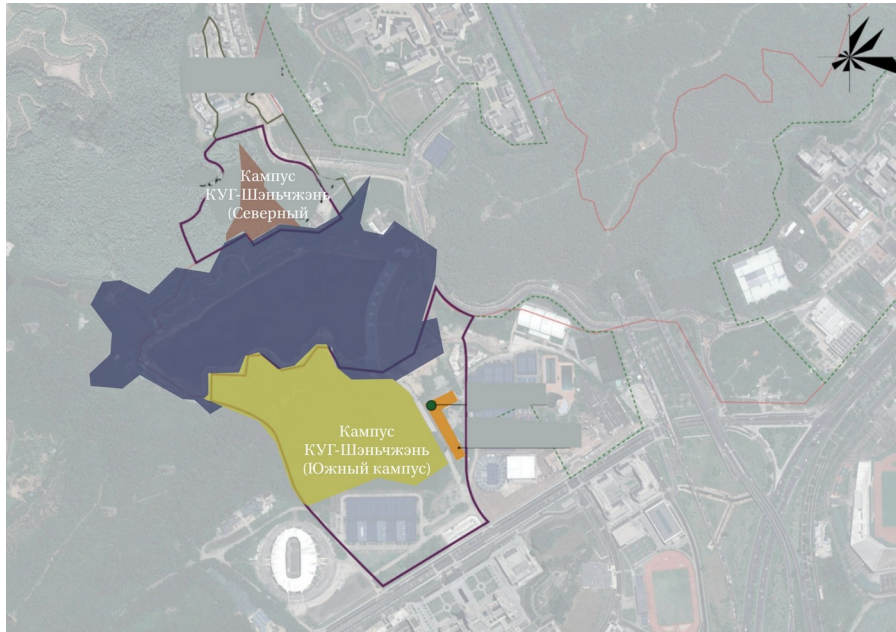 Кампус
КУГ-Шэньчжэнь
(Северный
Кампус
КУГ-Шэньчжэнь
(Южный кампус)